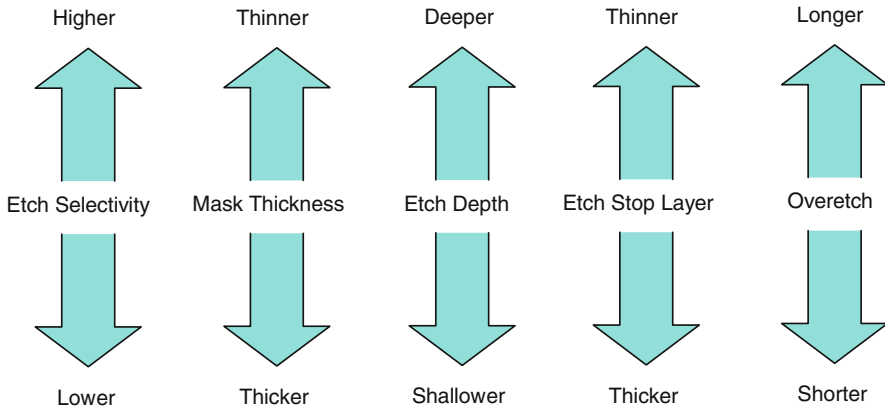 Higher Thinner Deeper Thinner Longer
Etch Selectivity Mask Thickness Etch Depth Etch Stop Layer Overetch
Lower Thicker Shallower Thicker Shorter